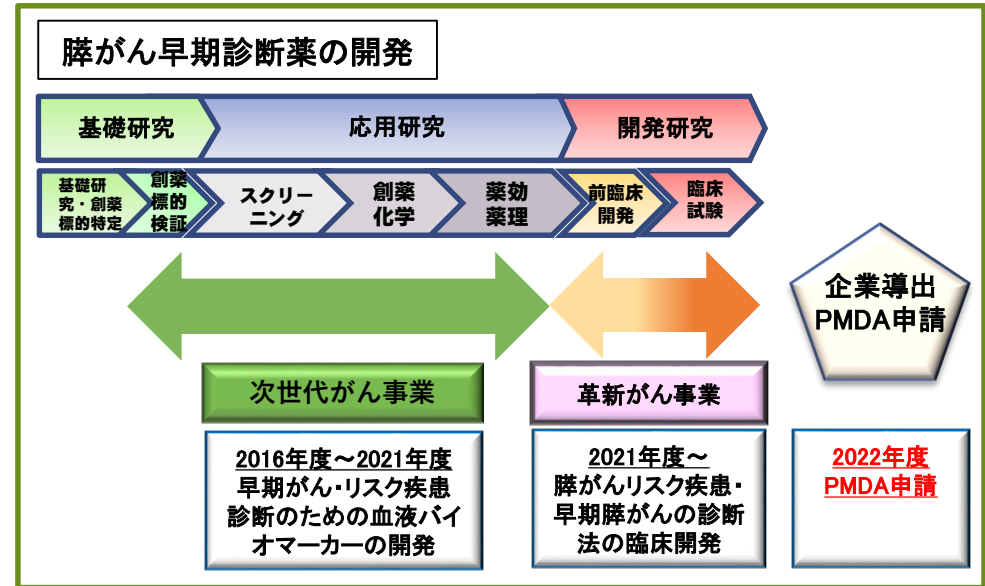 膵がん早期診断薬の開発
基礎研究
応用研究
開発研究
基礎研
究・創薬
標的特定
創薬
標的
検証
スクリー
ニング
創薬
化学
薬効
薬理
前臨床
開発
臨床
試験
企業導出
PMDA申請
次世代がん事業
革新がん事業
2016年度～2021年度
早期がん・リスク疾患
診断のための血液バイ
オマーカーの開発
2021年度～
膵がんリスク疾患・
早期膵がんの診断
法の臨床開発
2022年度
PMDA申請